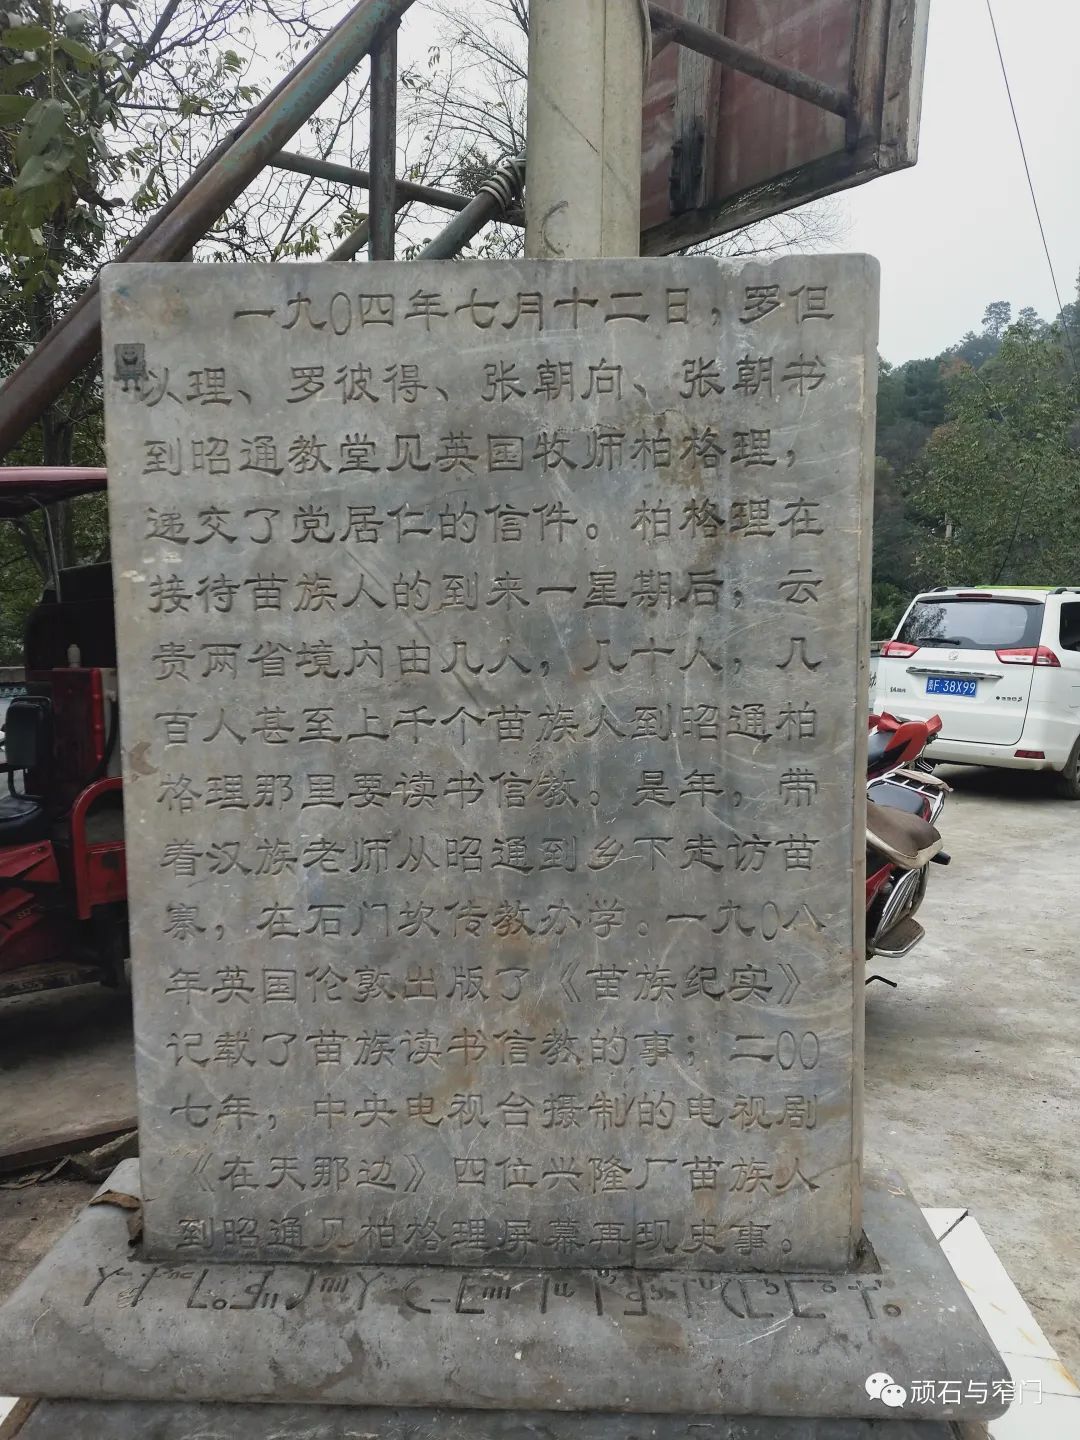 一九〇四年七月十二日，罗但
以理、罗彼得、张朝向、张朝书
到昭通教堂见英国牧师柏格理，
递交了党居仁的信件。柏格理在
接待苗族人的到来一星期后，云
贵两省境内由几人，几十人，几
百人甚至上千个苗族人到昭通柏
格理那里要读书信教。是年，带
着汉族老师从昭通到乡下走访苗
寨，在石门坎传教办学。一九〇八
年英国伦敦出版了《苗族纪实》
记载了苗族读书信教的事；二〇〇
七年，中央电视台摄制的电视剧
《在天那边》四位兴隆厂苗族人
到昭通见柏格理屏幕再现史事。
贵F·38X99
顽石与窄门